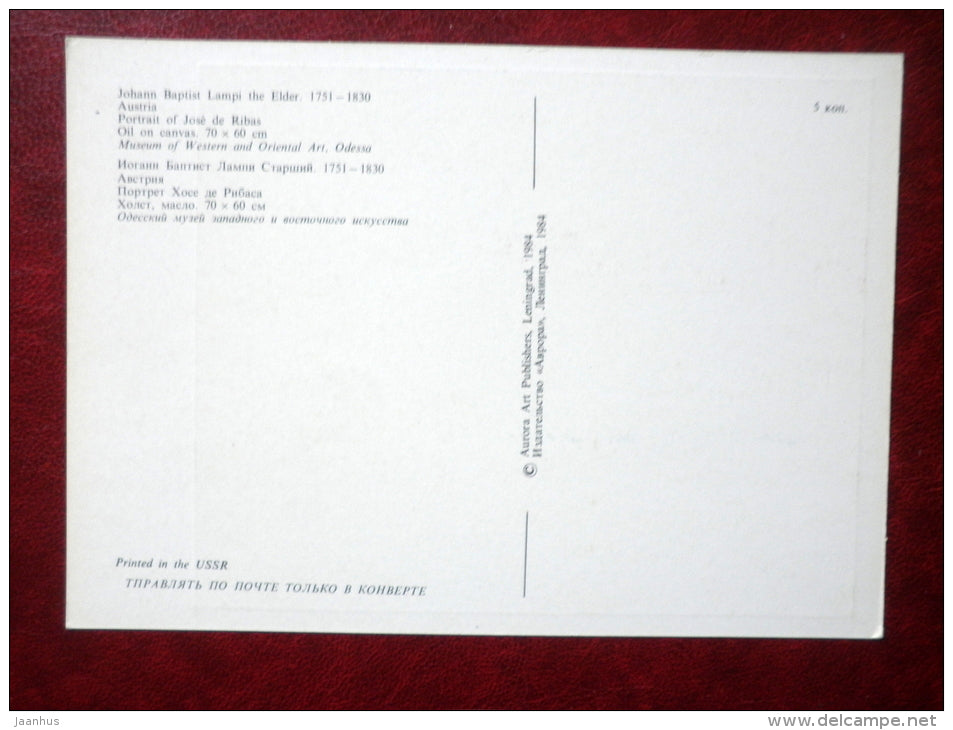 Johann Baptist Lampi the Elder. 1751–1830
Austria
Portrait of José de Ribas
Oil on canvas. 70 × 60 cm
Museum of Western and Oriental Art, Odessa
Иоганн Баптист Лампи Старший. 1751–1830
Австрия
Портрет Хосе де Рибаса
Холст, масло. 70 × 60 см
Одесский музей западного и восточного искусства
5 коп.
© Aurora Art Publishers, Leningrad, 1984
Издательство «Аврора», Ленинград, 1984
Printed in the USSR
ТПРАВЛЯТЬ ПО ПОЧТЕ ТОЛЬКО В КОНВЕРТЕ
jaanhus
delcampe.net